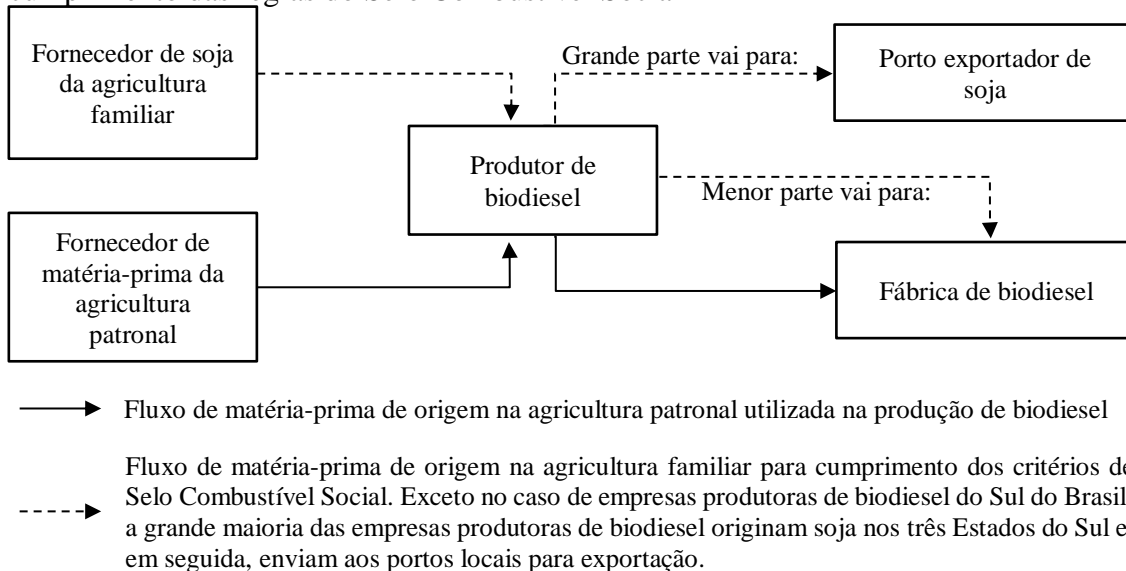 Fornecedor de soja
da agricultura
familiar
Grande parte vai para:
Porto exportador de
soja
Produtor de
biodiesel
Menor parte vai para:
Fornecedor de
matéria-prima da
agricultura
patronal
Fábrica de biodiesel
Fluxo de matéria-prima de origem na agricultura patronal utilizada na produção de biodiesel
Fluxo de matéria-prima de origem na agricultura familiar para cumprimento dos critérios de
Selo Combustível Social. Exceto no caso de empresas produtoras de biodiesel do Sul do Brasil
a grande maioria das empresas produtoras de biodiesel originam soja nos três Estados do Sul e
em seguida, enviam aos portos locais para exportação.